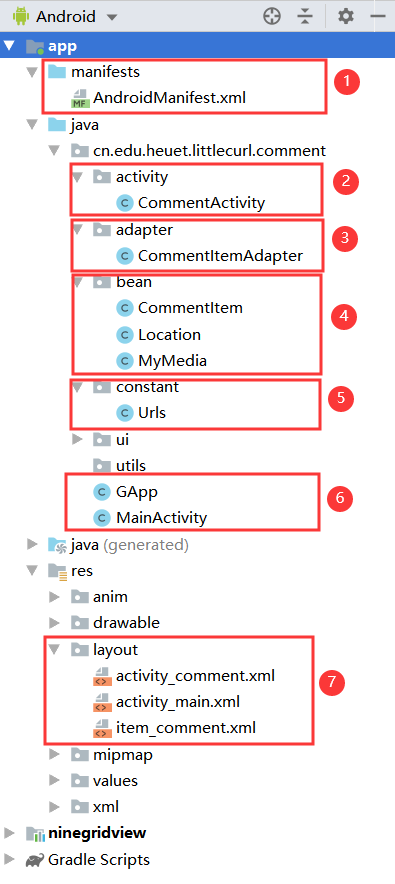 Android
app
manifests
1
AndroidManifest.xml
java
cn.edu.heuet.littlecurl.comment
activity
2
CommentActivity
adapter
3
CommentItemAdapter
bean
CommentItem
4
Location
MyMedia
constant
5
Urls
ui
utils
GApp
6
MainActivity
java (generated)
res
anim
drawable
layout
activity_comment.xml
7
activity_main.xml
item_comment.xml
mipmap
values
xml
ninegridview
Gradle Scripts